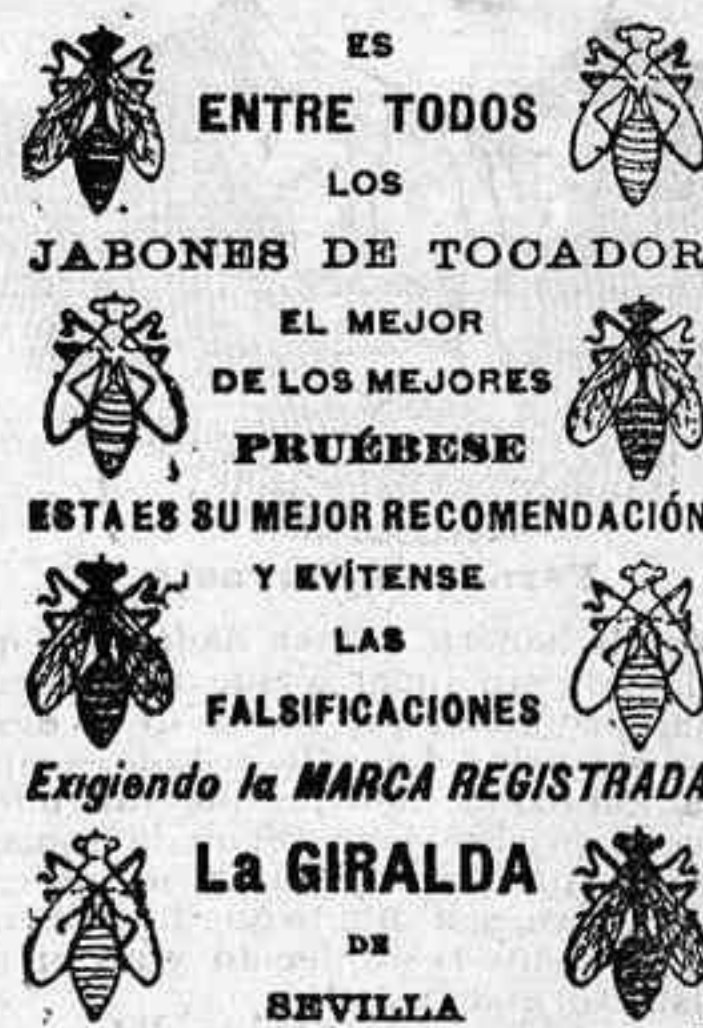 ES
ENTRE TODOS
LOS
JABONES DE TOCADOR
EL MEJOR
DE LOS MEJORES
PRUÉBESE
ESTA ES SU MEJOR RECOMENDACIÓN
Y EVÍTENSE
LAS
FALSIFICACIONES
Exigiendo la MARCA REGISTRADA
La GIRALDA
DE
SEVILLA